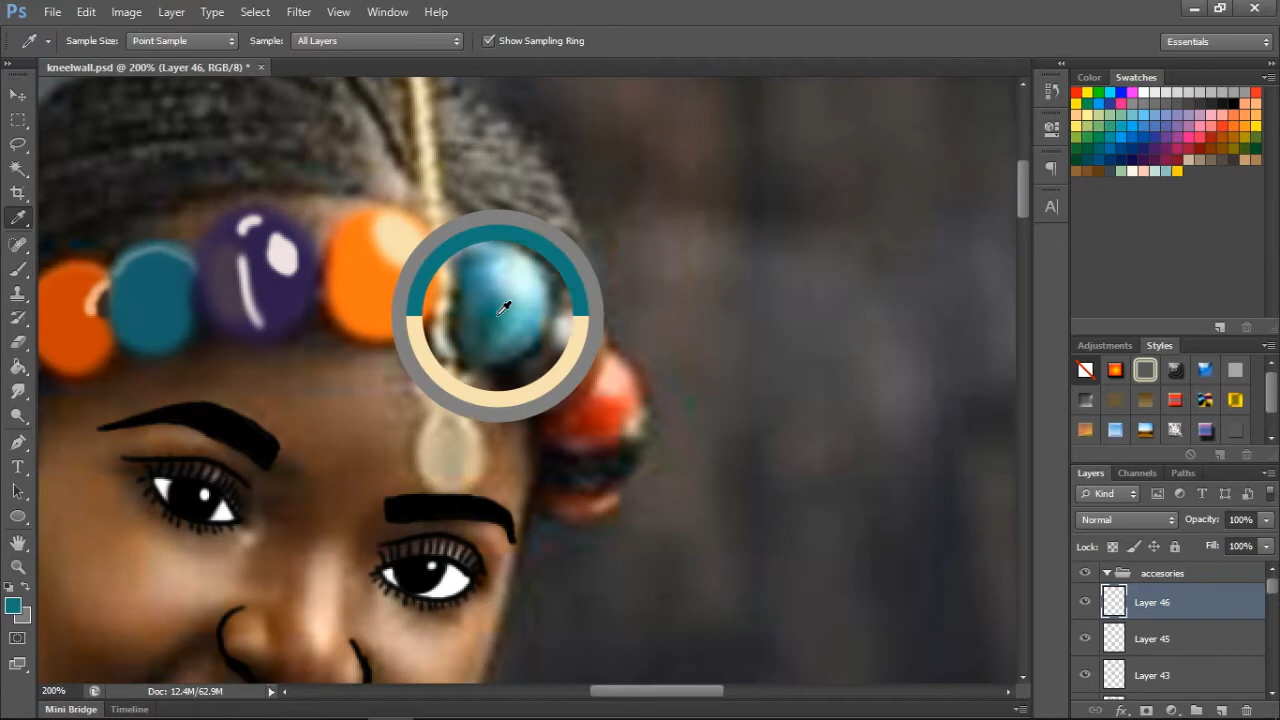 Ps File Edit Image Layer Type Select Filter View Window Help
Sample Size: Point Sample Sample: All Layers Show Sampling Ring Essentials
kneelwall.psd @ 200% (Layer 46, RGB/8) * ×
Color Swatches
Adjustments Styles
Layers Channels Paths
Kind
Normal Opacity: 100%
Lock: Fill: 100%
accesories
Layer 46
Layer 45
Layer 43
200% Doc: 12.4M/62.9M
Mini Bridge Timeline